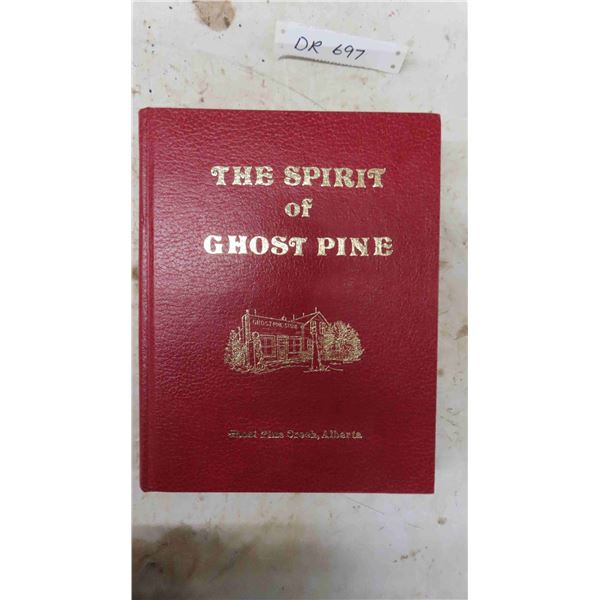 DR 697
THE SPIRIT
of
GHOST PINE
GHOST PINE STORE
Ghost Pine Creek, Alberta